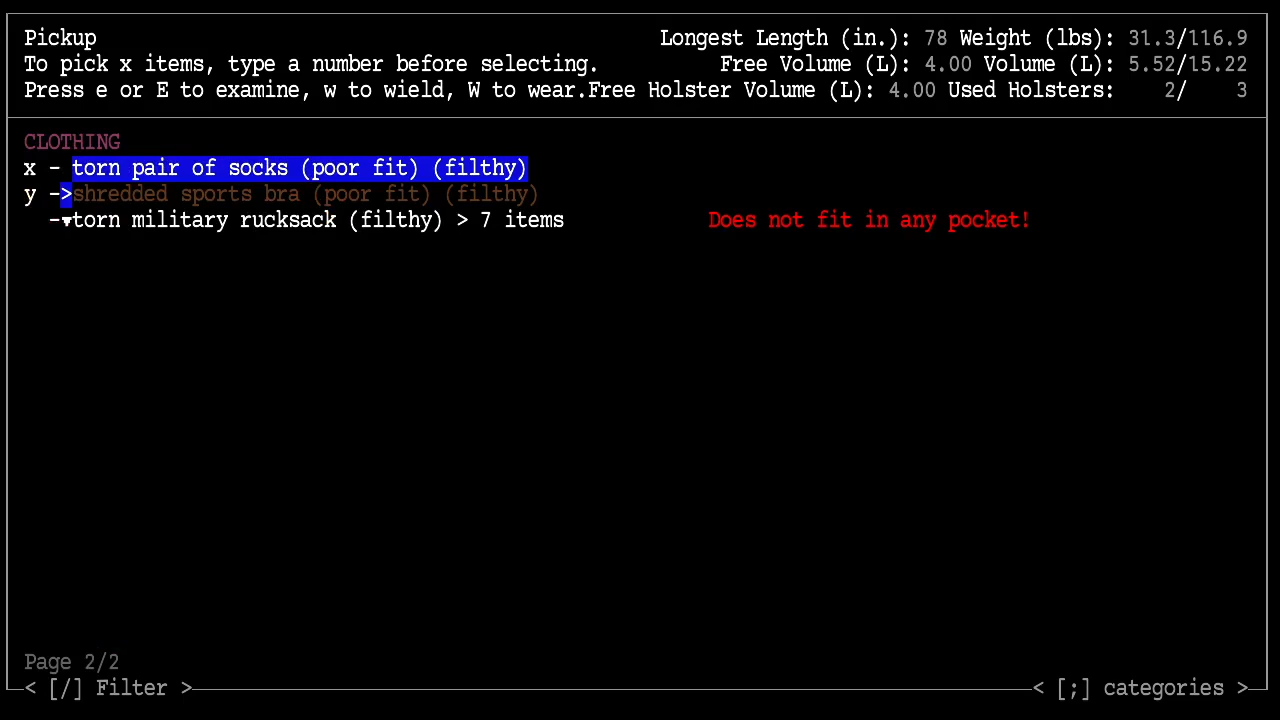 Pickup Longest Length (in.): 78 Weight (lbs): 31.3/116.9
To pick x items, type a number before selecting. Free Volume (L): 4.00 Volume (L): 5.52/15.22
Press e or E to examine, w to wield, W to wear.Free Holster Volume (L): 4.00 Used Holsters: 2/ 3
CLOTHING
x - torn pair of socks (poor fit) (filthy)
y ->shredded sports bra (poor fit) (filthy)
-▾torn military rucksack (filthy) > 7 items Does not fit in any pocket!
Page 2/2
< [/] Filter > < [;] categories >